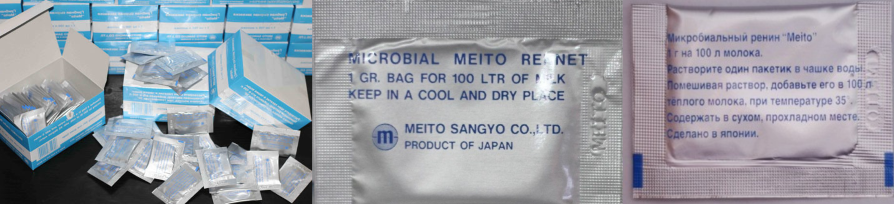 MICROBIAL MEITO RENNET
1 GR. BAG FOR 100 LTR OF MILK
KEEP IN A COOL AND DRY PLACE
m
MEITO SANGYO CO.,LTD.
PRODUCT OF JAPAN
Микробиальный ренин "Meito"
1 г на 100 л молока.
Растворите один пакетик в чашке воды
Помешивая раствор, добавьте его в 100 л
тёплого молока, при температуре 35°
Содержать в сухом, прохладном месте.
Сделано в японии.